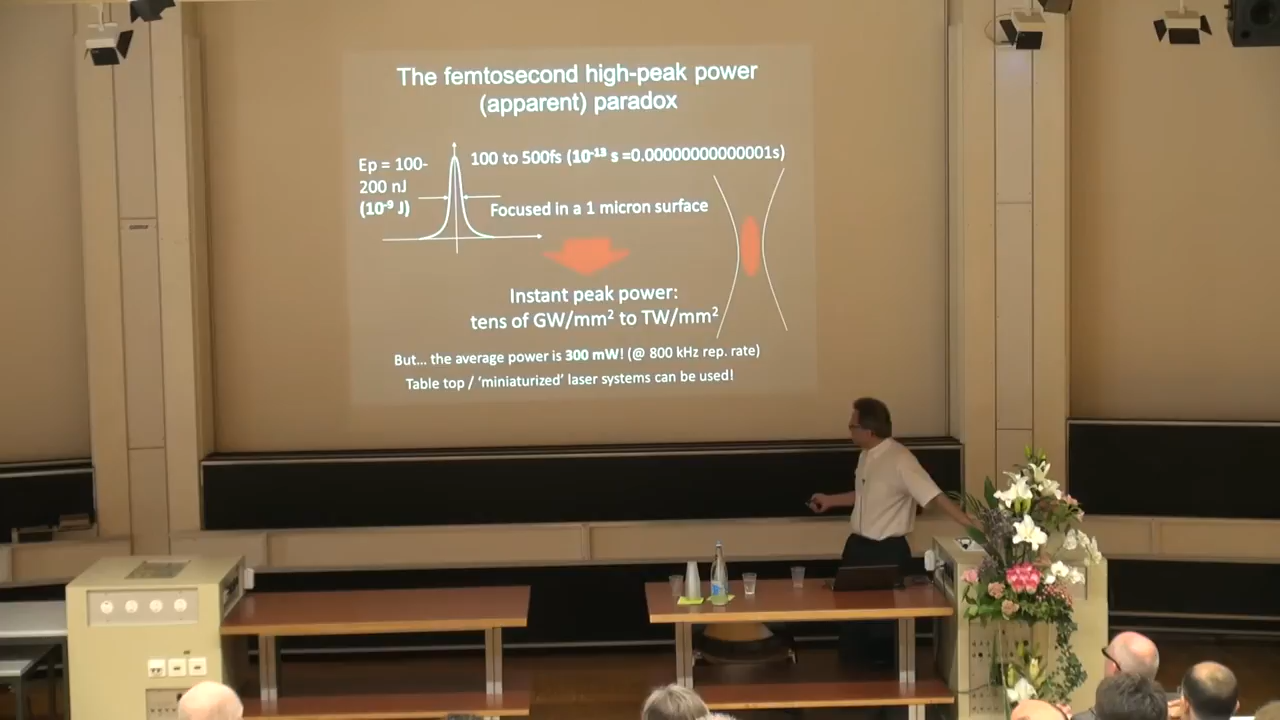 The femtosecond high-peak power
(apparent) paradox
Ep = 100-
200 nJ
(10⁻⁹ J)
100 to 500fs (10⁻¹³ s =0.00000000000001s)
Focused in a 1 micron surface
Instant peak power:
tens of GW/mm² to TW/mm²
But... the average power is 300 mW! (@ 800 kHz rep. rate)
Table top / 'miniaturized' laser systems can be used!